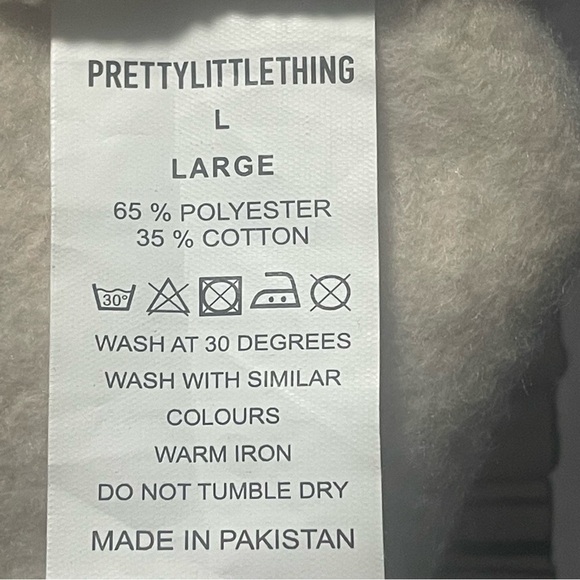 PRETTYLITTLETHING
L
LARGE
65 % POLYESTER
35 % COTTON
30°
WASH AT 30 DEGREES
WASH WITH SIMILAR
COLOURS
WARM IRON
DO NOT TUMBLE DRY
MADE IN PAKISTAN